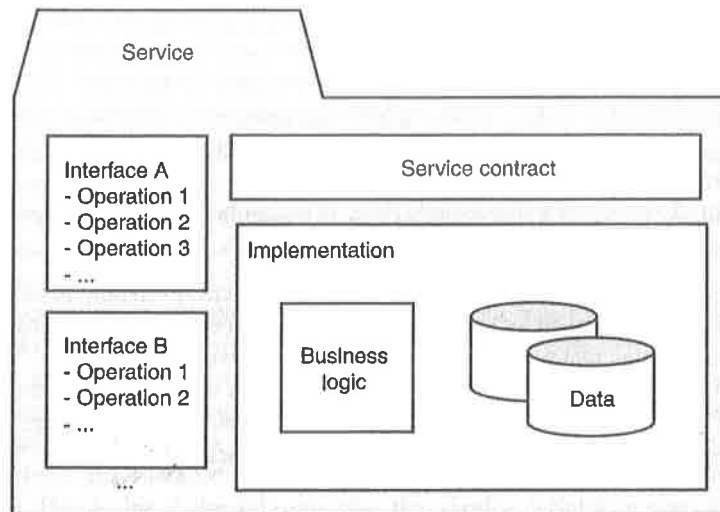 Service
Interface A
- Operation 1
- Operation 2
- Operation 3
- ...
Service contract
Implementation
Business
logic
Data
Interface B
- Operation 1
- Operation 2
- ...
...